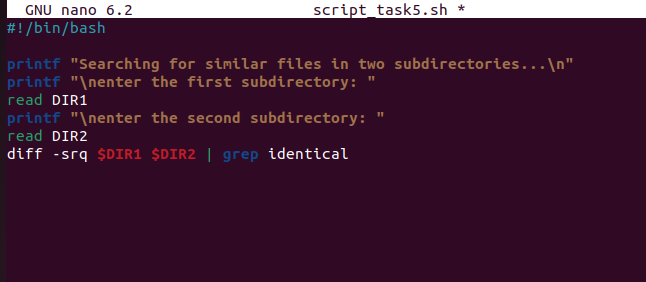 GNU nano 6.2 script_task5.sh *
#!/bin/bash
printf "Searching for similar files in two subdirectories...\n"
printf "\nenter the first subdirectory: "
read DIR1
printf "\nenter the second subdirectory: "
read DIR2
diff -srq $DIR1 $DIR2 | grep identical